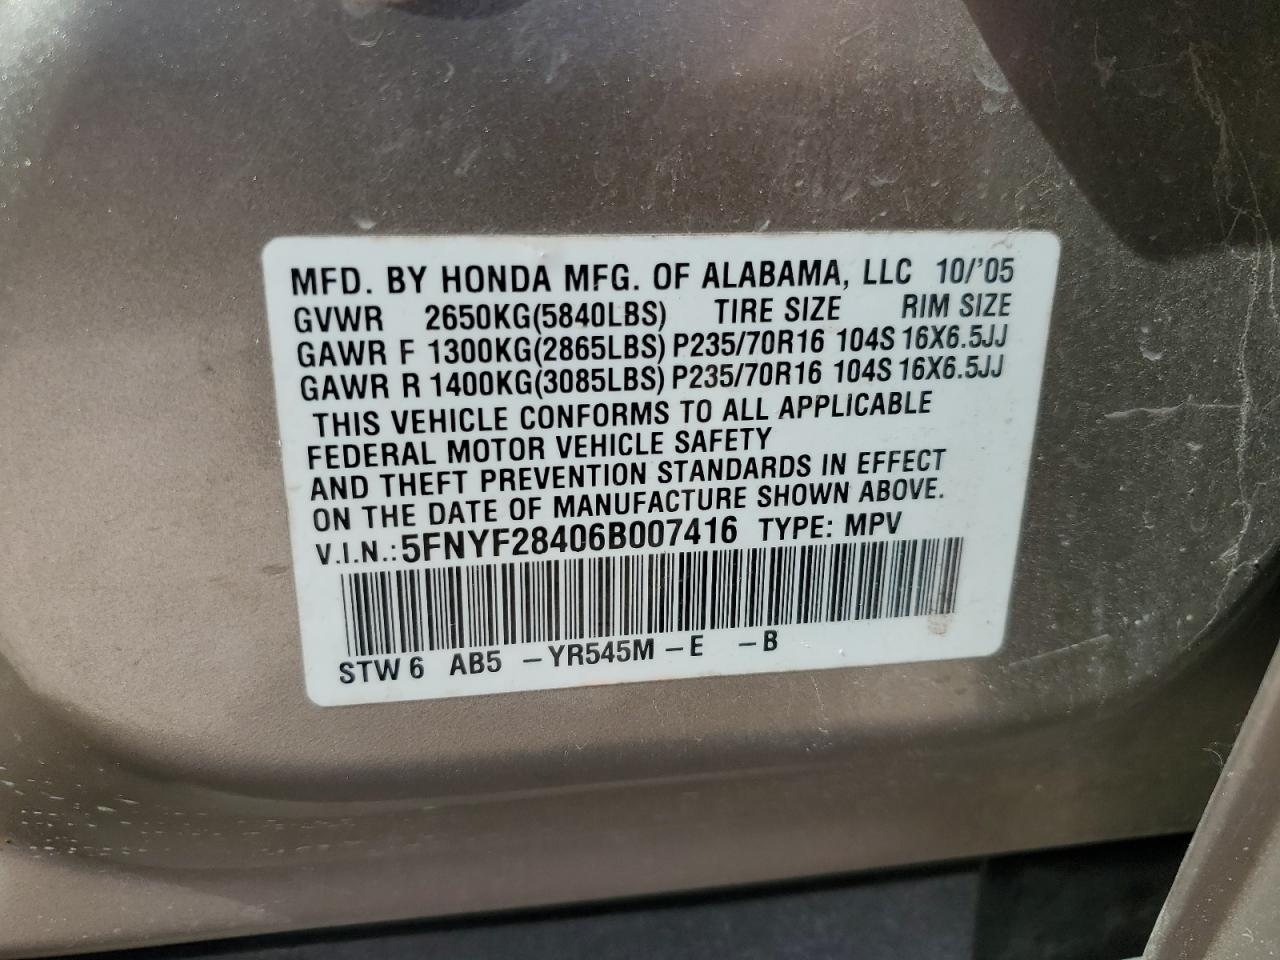 MFD. BY HONDA MFG. OF ALABAMA, LLC 10/'05
GVWR 2650KG(5840LBS) TIRE SIZE RIM SIZE
GAWR F 1300KG(2865LBS) P235/70R16 104S 16X6.5JJ
GAWR R 1400KG(3085LBS) P235/70R16 104S 16X6.5JJ
THIS VEHICLE CONFORMS TO ALL APPLICABLE
FEDERAL MOTOR VEHICLE SAFETY
AND THEFT PREVENTION STANDARDS IN EFFECT
ON THE DATE OF MANUFACTURE SHOWN ABOVE.
V.I.N.: 5FNYF28406B007416 TYPE: MPV
STW 6 AB5 -YR545M -E -B